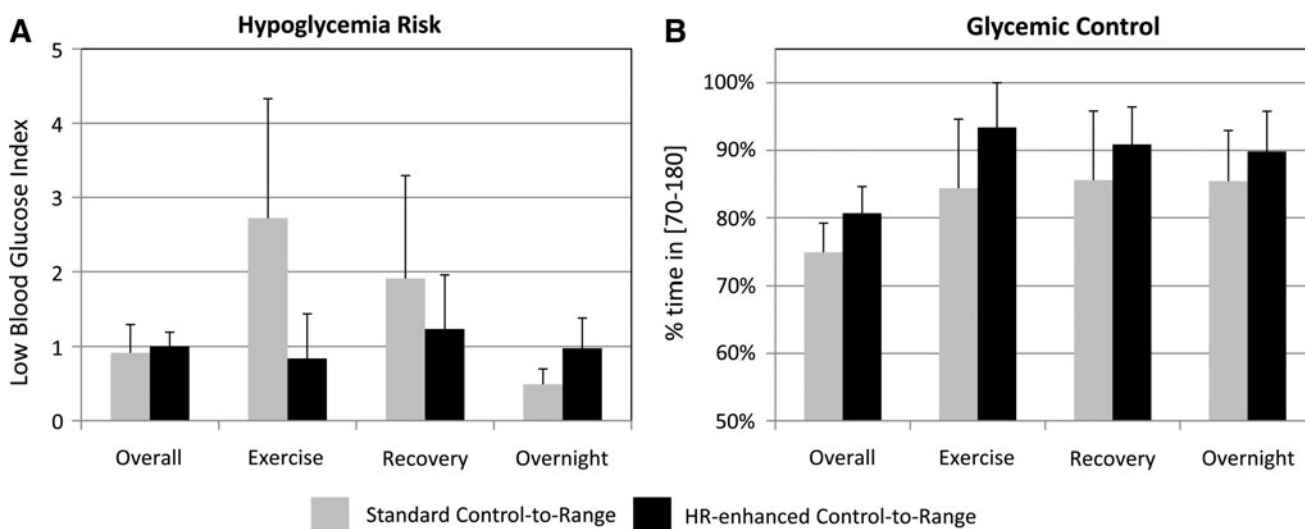 A
Hypoglycemia Risk
Low Blood Glucose Index
5
4
3
2
1
0
Overall
Exercise
Recovery
Overnight
B
Glycemic Control
% time in [70-180]
100%
90%
80%
70%
60%
50%
Overall
Exercise
Recovery
Overnight
Standard Control-to-Range
HR-enhanced Control-to-Range